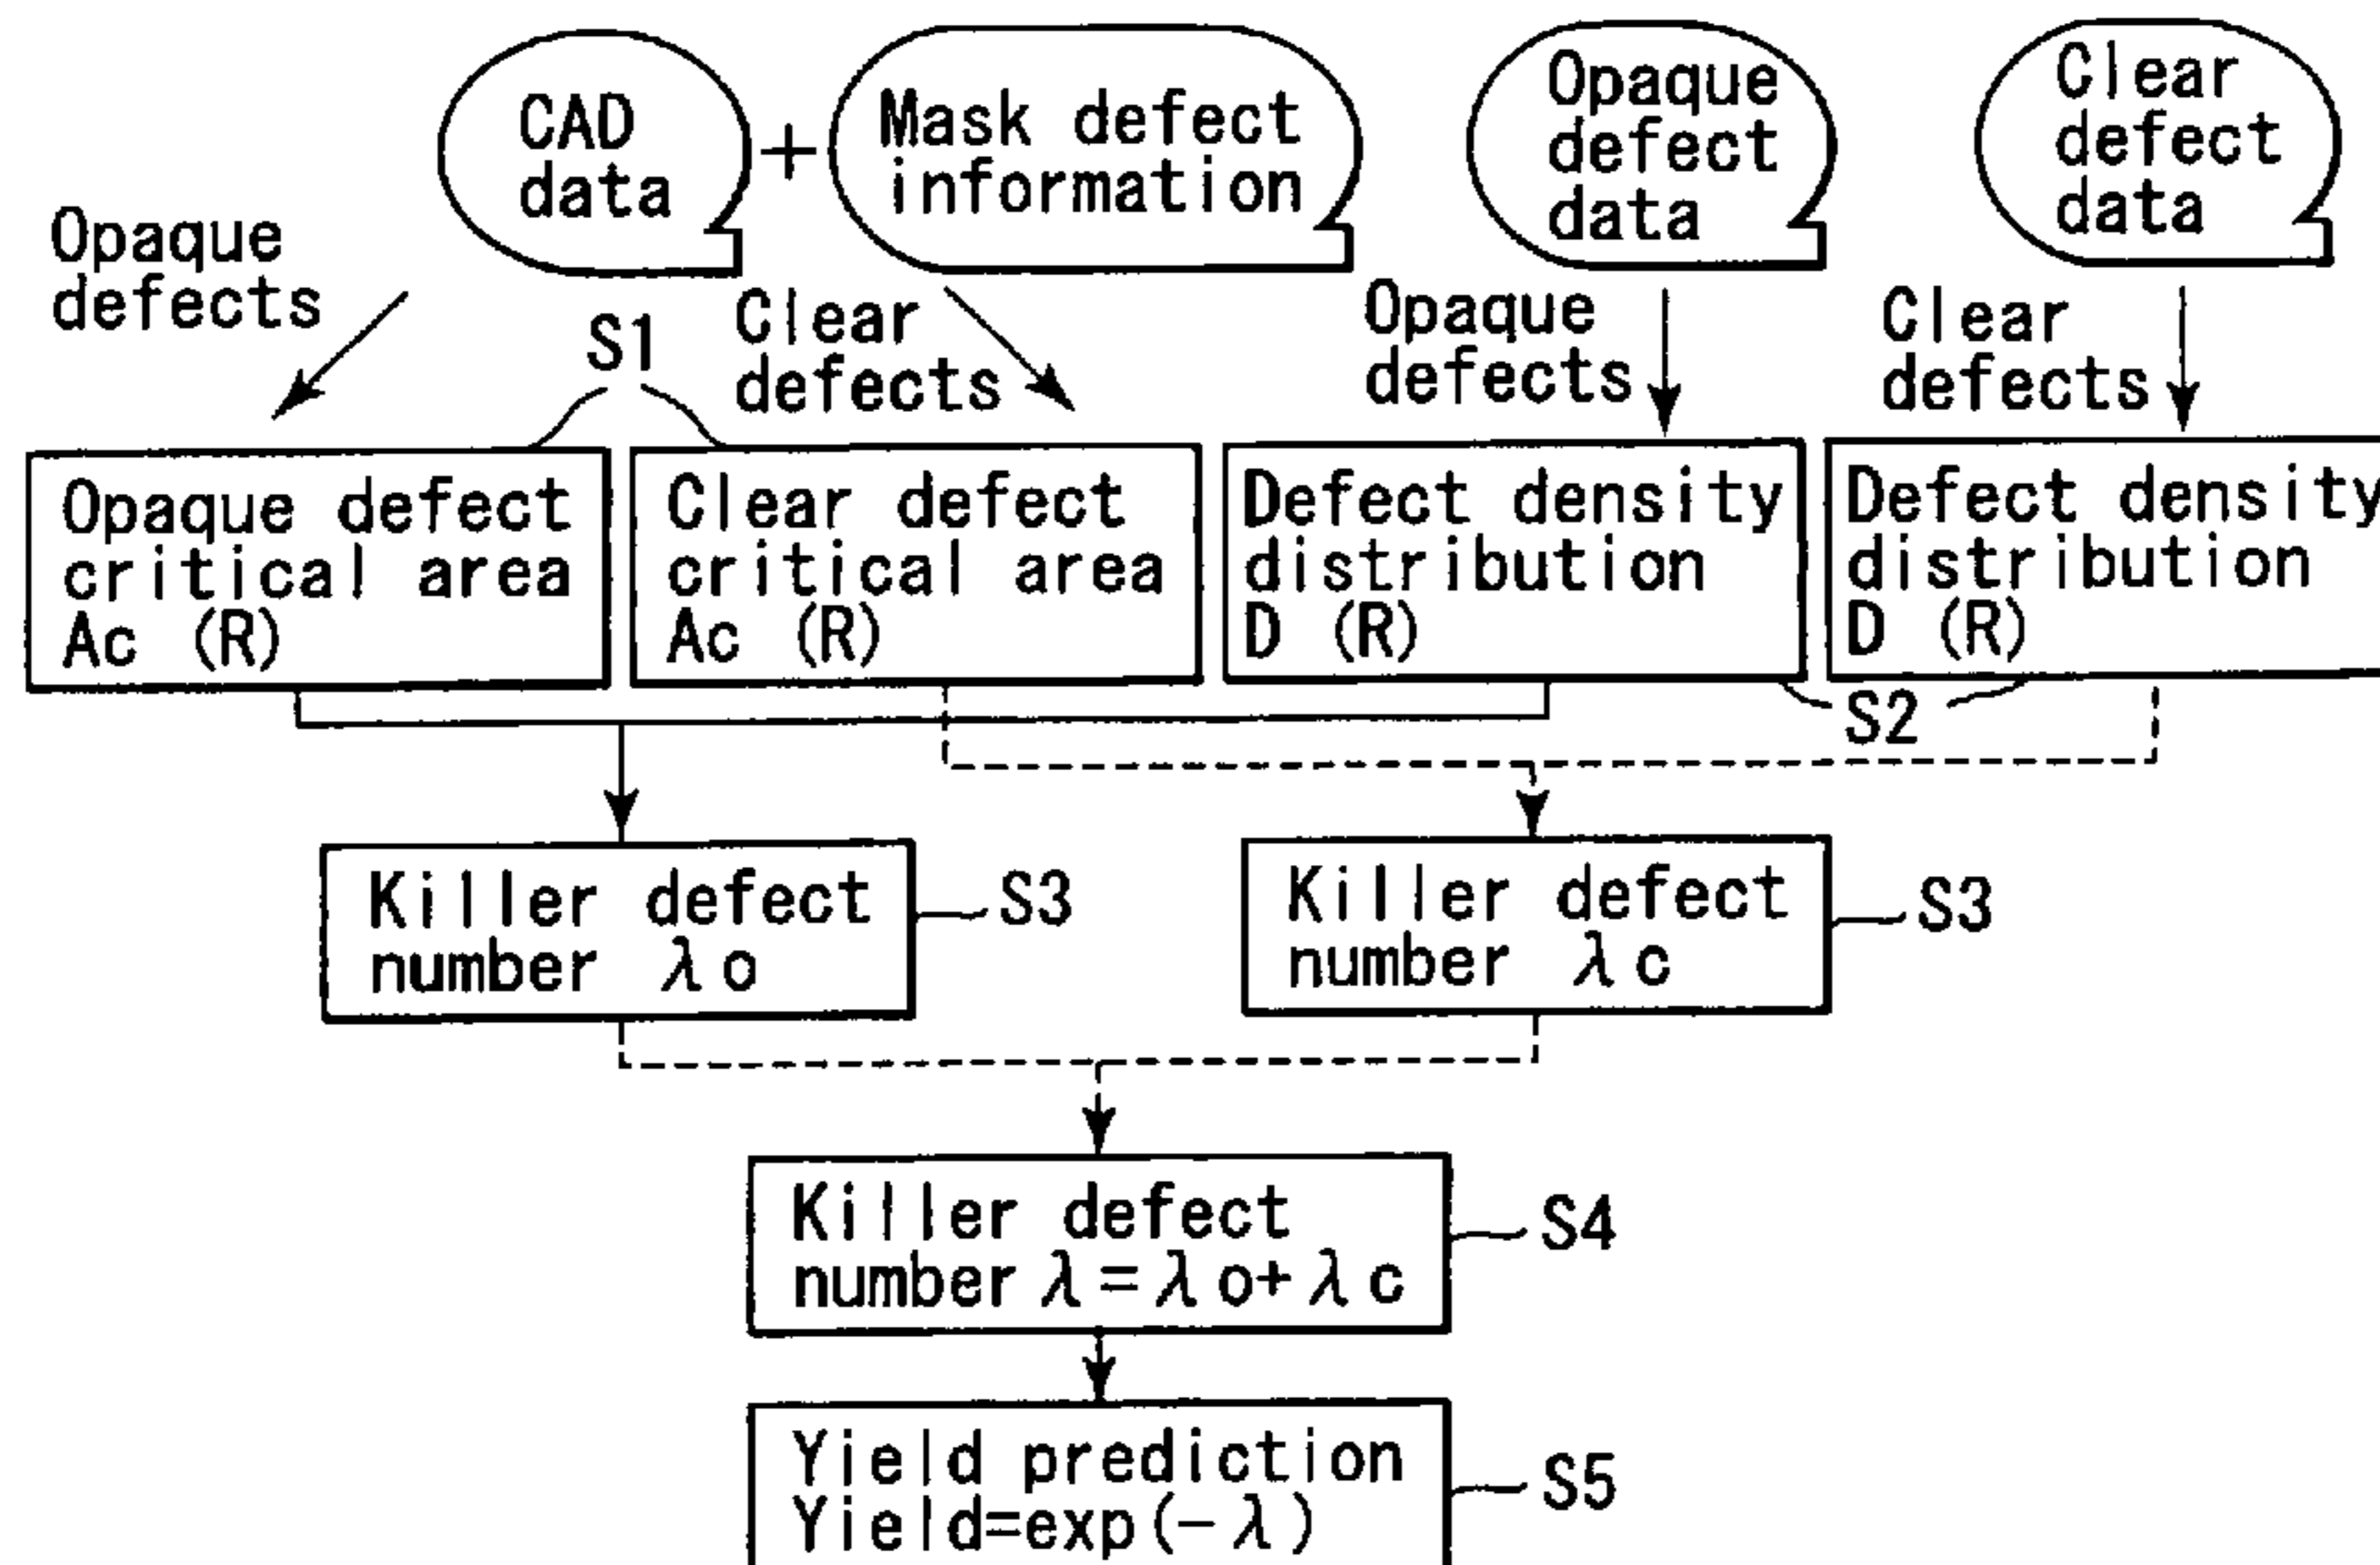 CAD
data
+
Mask defect
information
Opaque
defect
data
Clear
defect
data
Opaque
defects
S1
Clear
defects
Opaque
defects
Clear
defects
Opaque defect
critical area
Ac (R)
Clear defect
critical area
Ac (R)
Defect density
distribution
D (R)
Defect density
distribution
D (R)
S2
Killer defect
number λo
S3
Killer defect
number λc
S3
Killer defect
number λ=λo+λc
S4
Yield prediction
Yield=exp(-λ)
S5